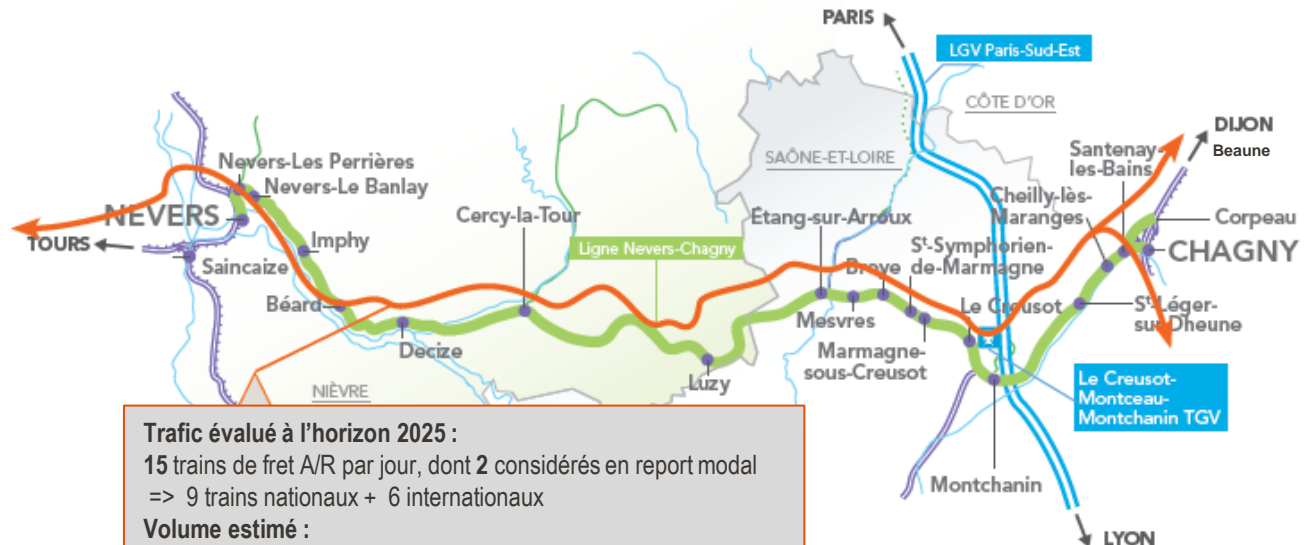 PARIS
LGV Paris-Sud-Est
CÔTE D'OR
DIJON
Beaune
Santenay-
les-Bains
SAÔNE-ET-LOIRE
Nevers-Les Perrières
Nevers-Le Banlay
Cheilly-lès-
Maranges
NEVERS
Cercy-la-Tour
Étang-sur-Arroux
Corpeau
TOURS
Imphy
Ligne Nevers-Chagny
St-Symphorien-
de-Marmagne
CHAGNY
Saincaize
Broye
Béard
Le Creusot
St-Léger-
sur-Dheune
Mesvres
Decize
Marmagne-
sous-Creusot
Luzy
Le Creusot-
Montceau-
Montchanin TGV
NIÈVRE
Trafic évalué à l'horizon 2025 :
15 trains de fret A/R par jour, dont 2 considérés en report modal
=> 9 trains nationaux + 6 internationaux
Volume estimé :
Montchanin
LYON